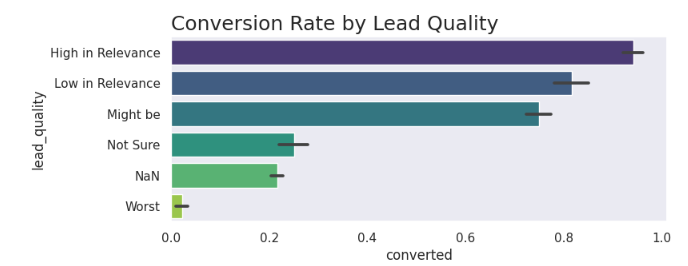 Conversion Rate by Lead Quality
High in Relevance
Low in Relevance
Might be
Not Sure
NaN
Worst
lead_quality
0.0 0.2 0.4 0.6 0.8 1.0
converted